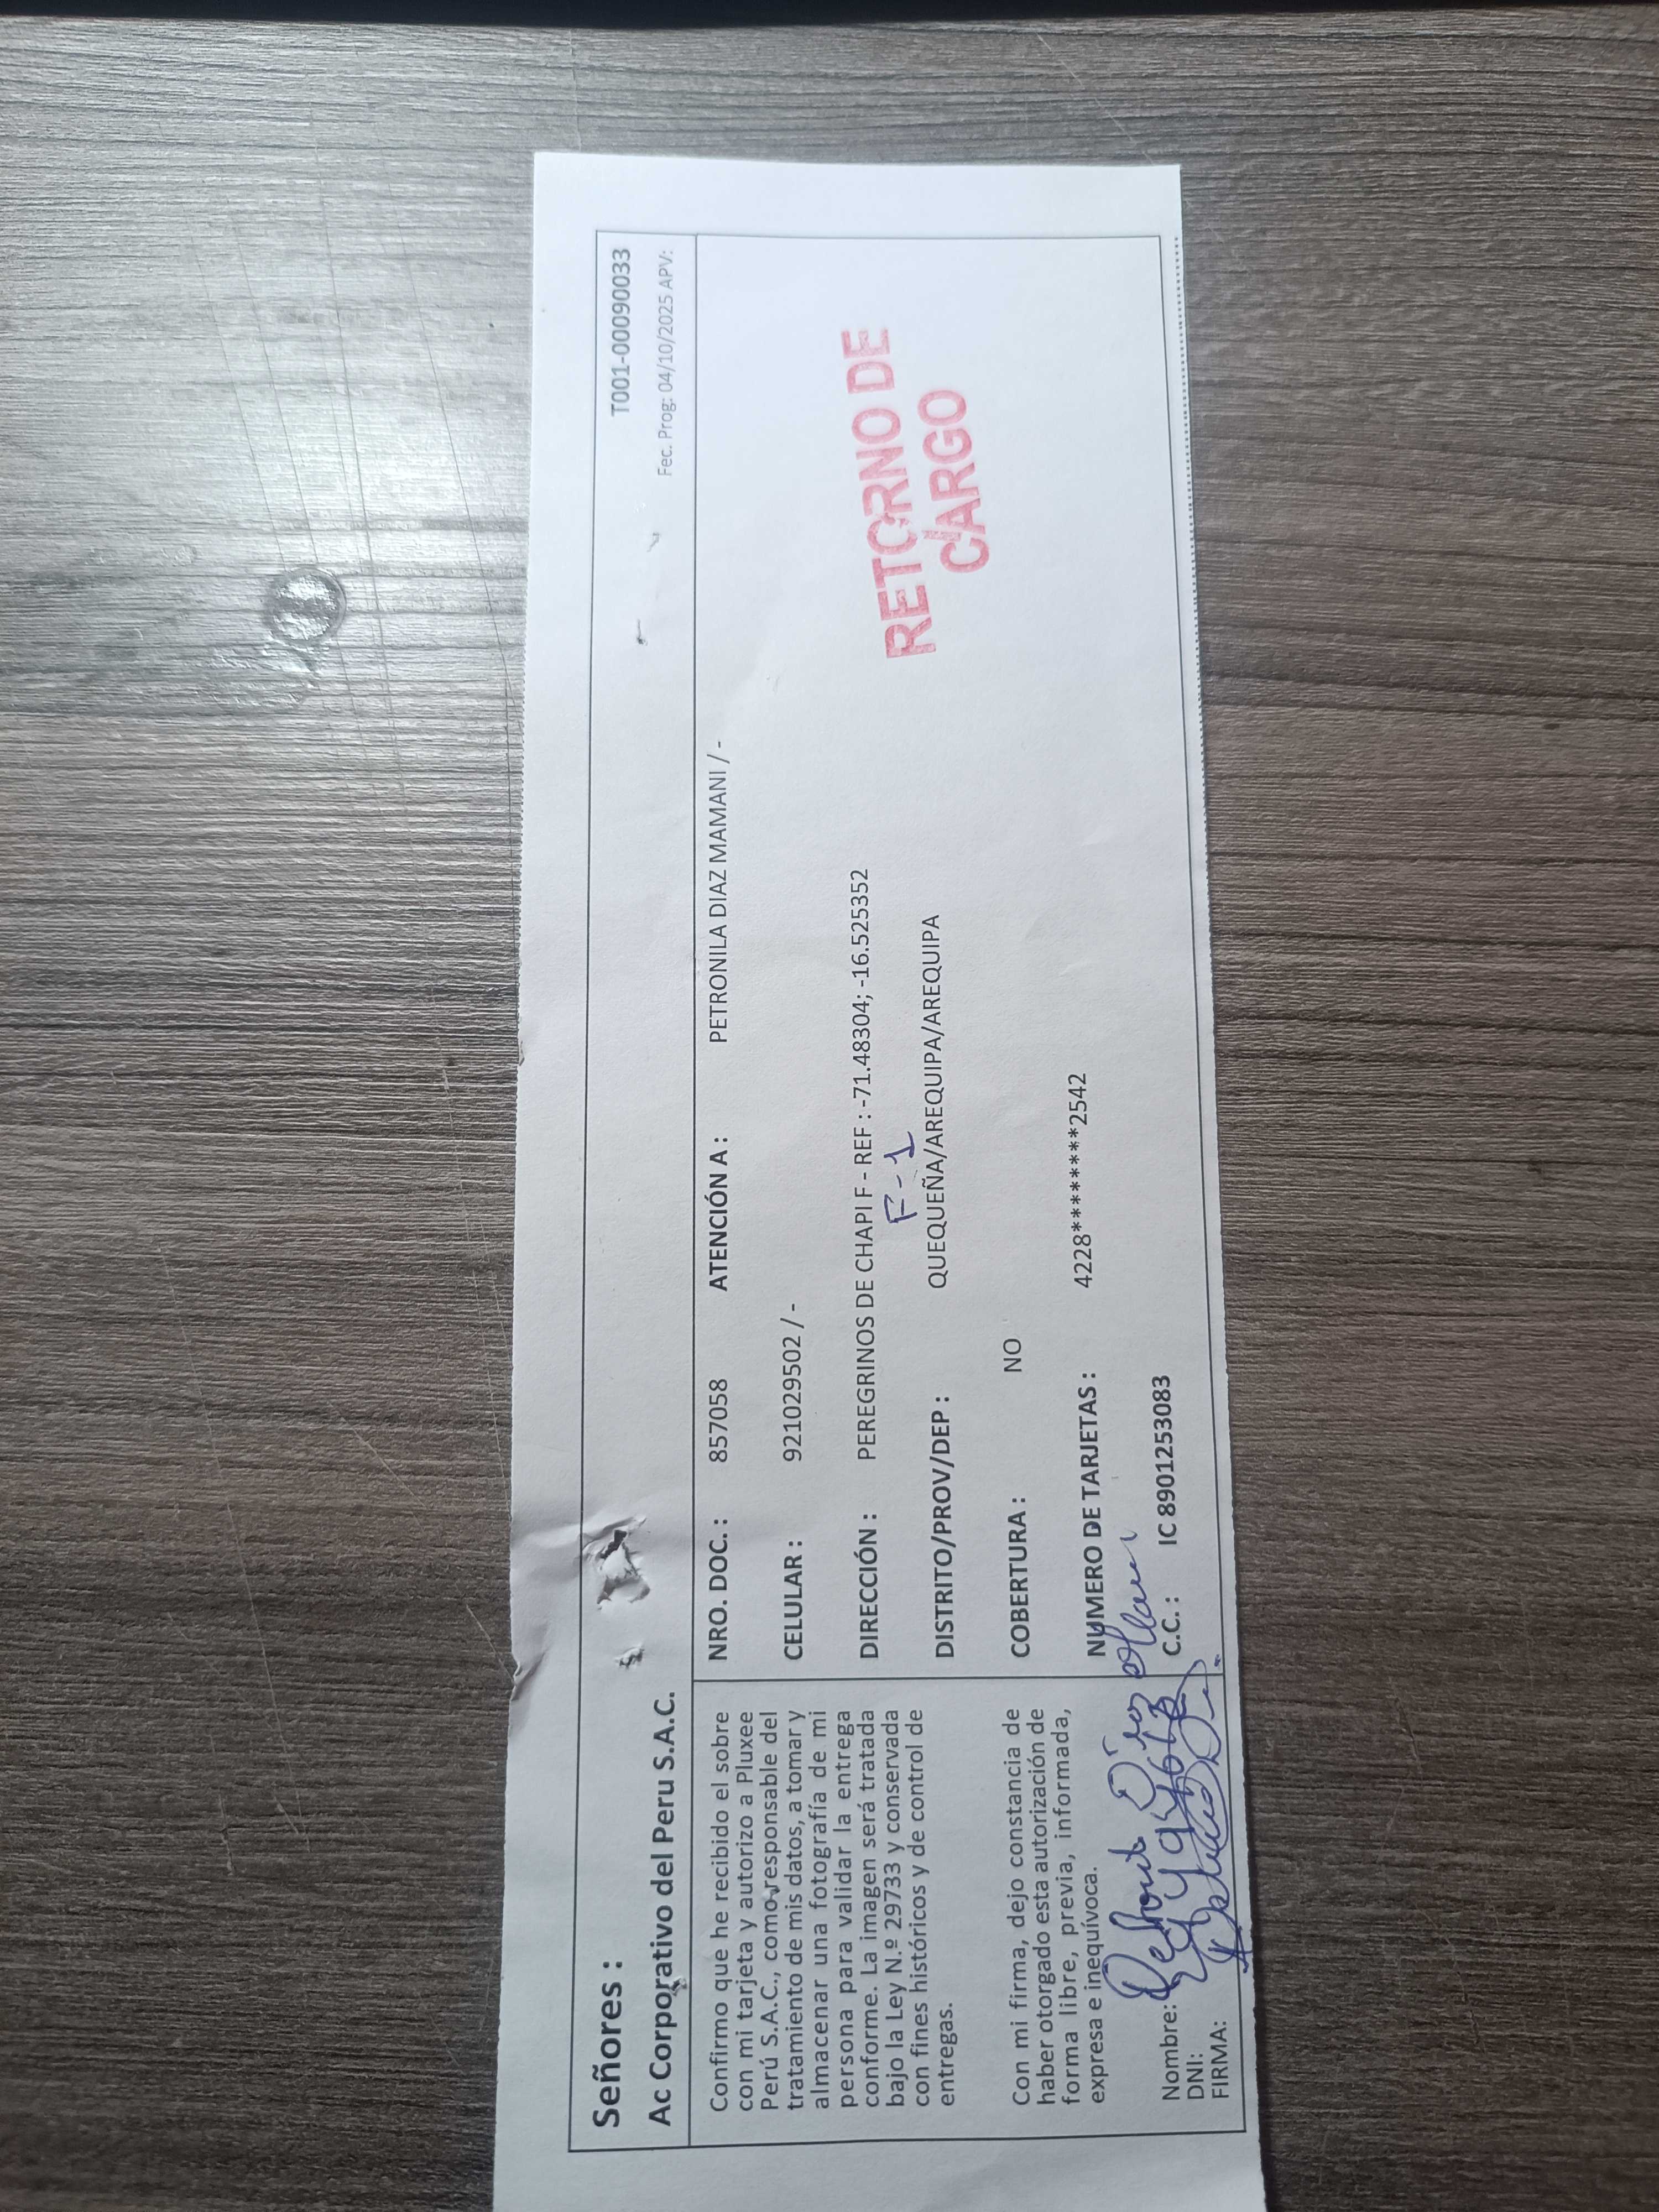 Señores :
T001-00090033
Ac Corporativo del Peru S.A.C.
Fec. Prog: 04/10/2025 APV:
Confirmo que he recibido el sobre
con mi tarjeta y autorizo a Pluxee
Perú S.A.C., como responsable del
tratamiento de mis datos, a tomar y
almacenar una fotografía de mi
persona para validar la entrega
conforme. La imagen será tratada
bajo la Ley N.º 29733 y conservada
con fines históricos y de control de
entregas.
Con mi firma, dejo constancia de
haber otorgado esta autorización de
forma libre, previa, informada,
expresa e inequívoca.
Nombre:
DNI:
FIRMA:
NRO. DOC. : 857058 ATENCIÓN A : PETRONILA DIAZ MAMANI / -
CELULAR : 921029502 / -
DIRECCIÓN : PEREGRINOS DE CHAPI F - REF : -71.48304; -16.525352
F-1
DISTRITO/PROV/DEP : QUEQUEÑA/AREQUIPA/AREQUIPA
COBERTURA : NO
NUMERO DE TARJETAS : 4228*********2542
C.C. : IC 8901253083
RETORNO DE
CARGO